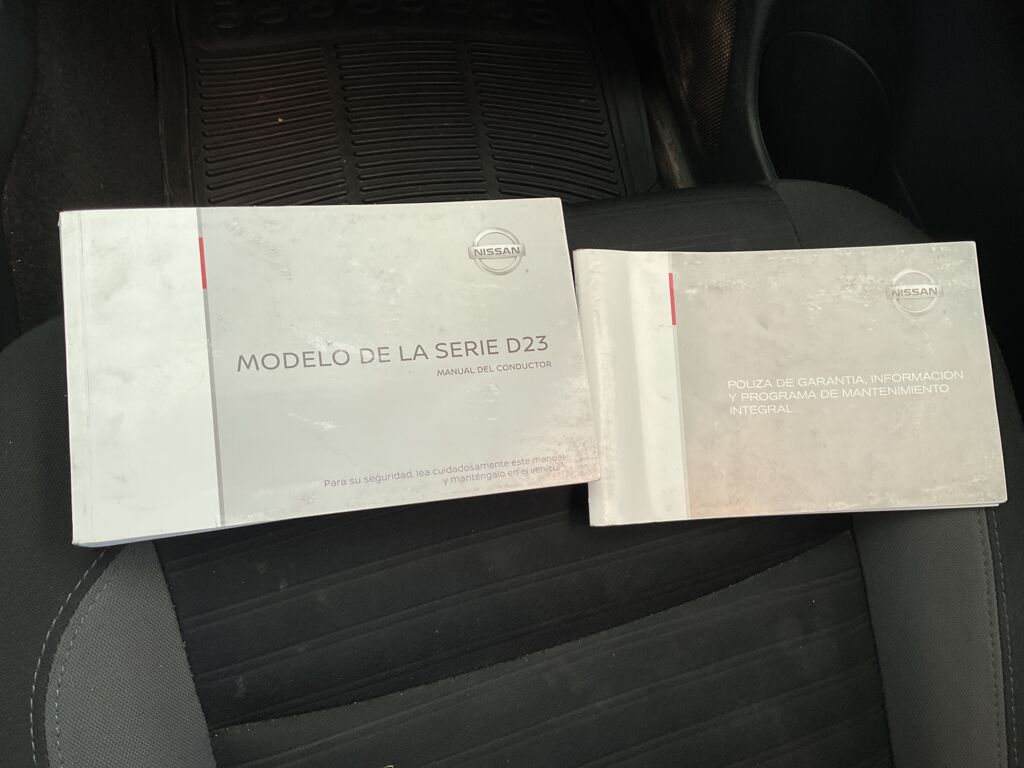 NISSAN
MODELO DE LA SERIE D23
MANUAL DEL CONDUCTOR
Para su seguridad, lea cuidadosamente este manual
y manténgalo en el vehículo
NISSAN
POLIZA DE GARANTIA, INFORMACION
Y PROGRAMA DE MANTENIMIENTO
INTEGRAL